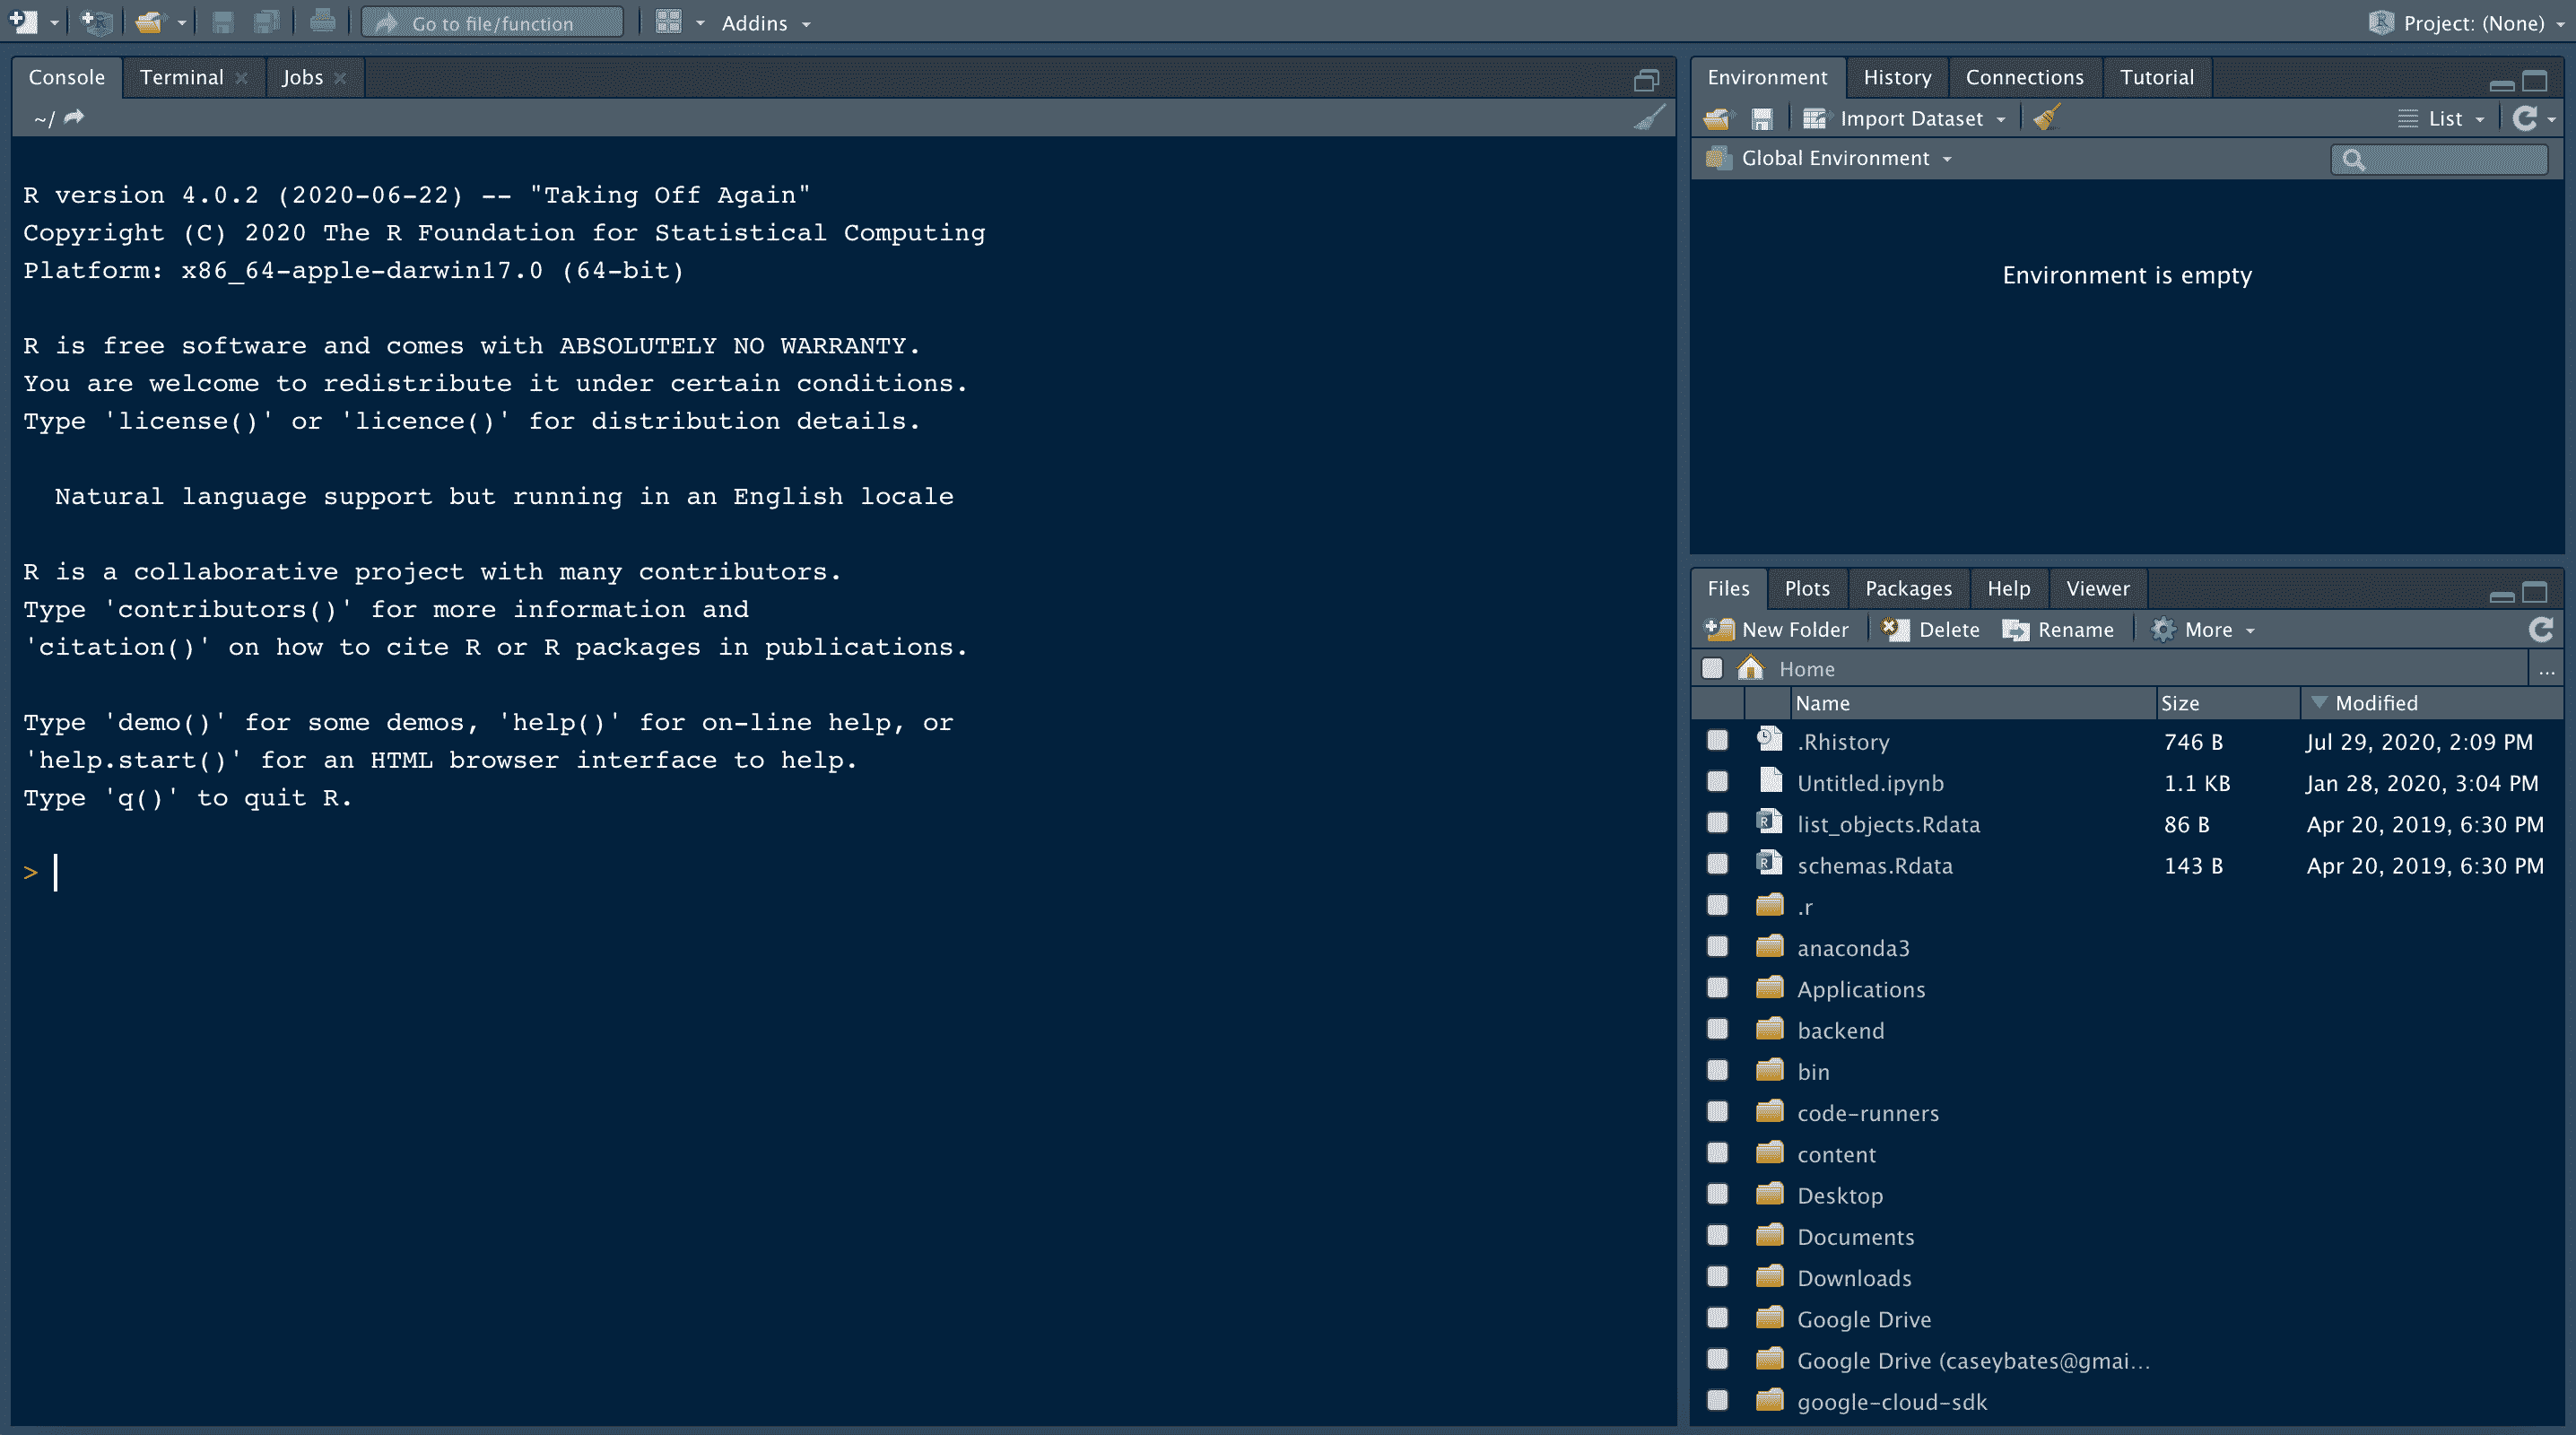 Go to file/function Addins Project: (None)
Console Terminal Jobs
~/
R version 4.0.2 (2020-06-22) -- "Taking Off Again"
Copyright (C) 2020 The R Foundation for Statistical Computing
Platform: x86_64-apple-darwin17.0 (64-bit)
R is free software and comes with ABSOLUTELY NO WARRANTY.
You are welcome to redistribute it under certain conditions.
Type 'license()' or 'licence()' for distribution details.
Natural language support but running in an English locale
R is a collaborative project with many contributors.
Type 'contributors()' for more information and
'citation()' on how to cite R or R packages in publications.
Type 'demo()' for some demos, 'help()' for on-line help, or
'help.start()' for an HTML browser interface to help.
Type 'q()' to quit R.
>
Environment History Connections Tutorial
Import Dataset List
Global Environment
Environment is empty
Files Plots Packages Help Viewer
New Folder Delete Rename More
Home ...
Name Size Modified
.Rhistory 746 B Jul 29, 2020, 2:09 PM
Untitled.ipynb 1.1 KB Jan 28, 2020, 3:04 PM
list_objects.Rdata 86 B Apr 20, 2019, 6:30 PM
schemas.Rdata 143 B Apr 20, 2019, 6:30 PM
.r
anaconda3
Applications
backend
bin
code-runners
content
Desktop
Documents
Downloads
Google Drive
Google Drive (caseybates@gmai...
google-cloud-sdk